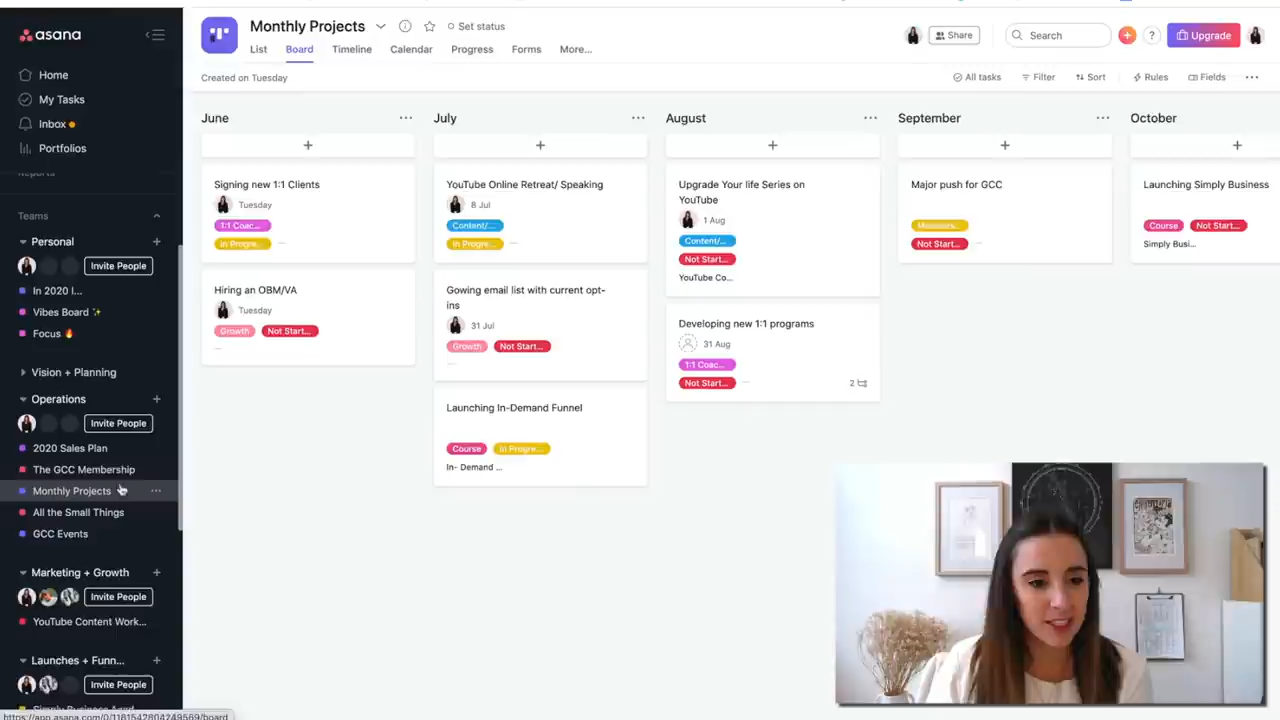 asana
Home
My Tasks
Inbox
Portfolios
Reports
Teams
Personal
Invite People
In 2020 I...
Vibes Board ✨
Focus 🔥
Vision + Planning
Operations
Invite People
2020 Sales Plan
The GCC Membership
Monthly Projects
All the Small Things
GCC Events
Marketing + Growth
Invite People
YouTube Content Work...
Launches + Funn...
Invite People
https://app.asana.com/0/1181542804249569/board
Monthly Projects
Set status
List Board Timeline Calendar Progress Forms More...
Share
Search
?
Upgrade
Created on Tuesday
All tasks Filter Sort Rules Fields
June
+
Signing new 1:1 Clients
Tuesday
1:1 Coac...
In Progre...
Hiring an OBM/VA
Tuesday
Growth Not Start...
July
+
YouTube Online Retreat/ Speaking
8 Jul
Content/...
In Progre...
Gowing email list with current opt-
ins
31 Jul
Growth Not Start...
Launching In-Demand Funnel
Course In Progre...
In- Demand ...
August
+
Upgrade Your life Series on
YouTube
1 Aug
Content/...
Not Start...
YouTube Co...
Developing new 1:1 programs
31 Aug
1:1 Coac...
Not Start...
2
September
+
Major push for GCC
Not Start...
October
+
Launching Simply Business
Course Not Start...
Simply Busi...